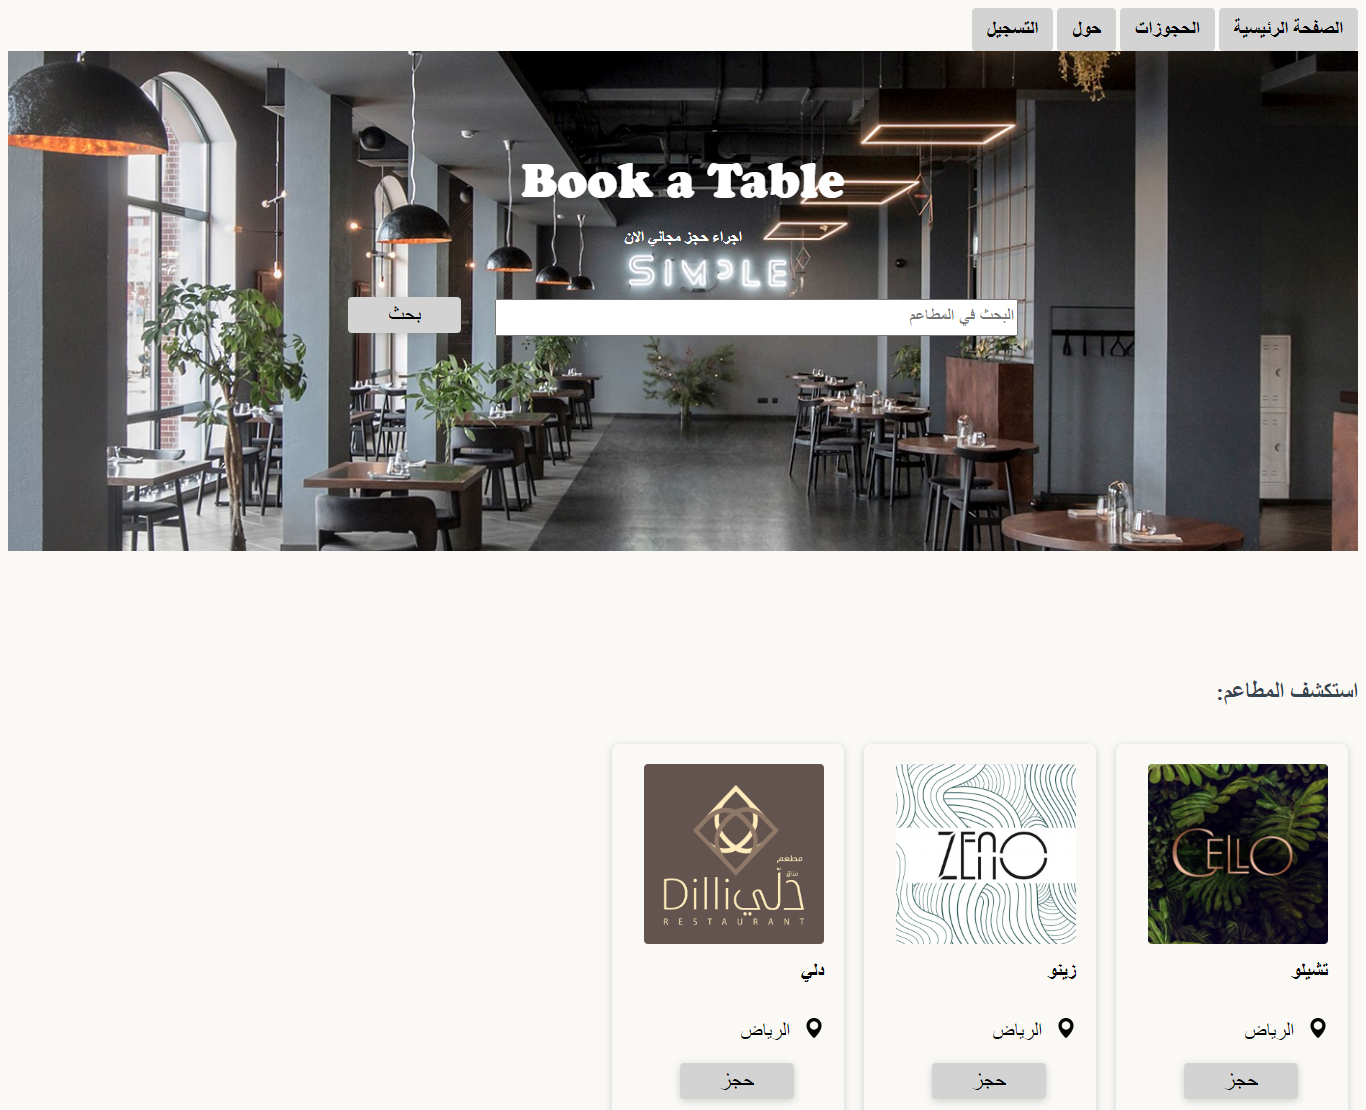 الصفحة الرئيسية
الحجوزات
حول
التسجيل
Book a Table
اجراء حجز مجاني الان
SIMPLE
البحث في المطاعم
بحث
استكشف المطاعم:
CELLO
تشيلو
الرياض
حجز
ZENO
زينو
الرياض
حجز
مطعم
مذاق
Dilli دلّي
RESTAURANT
دلي
الرياض
حجز